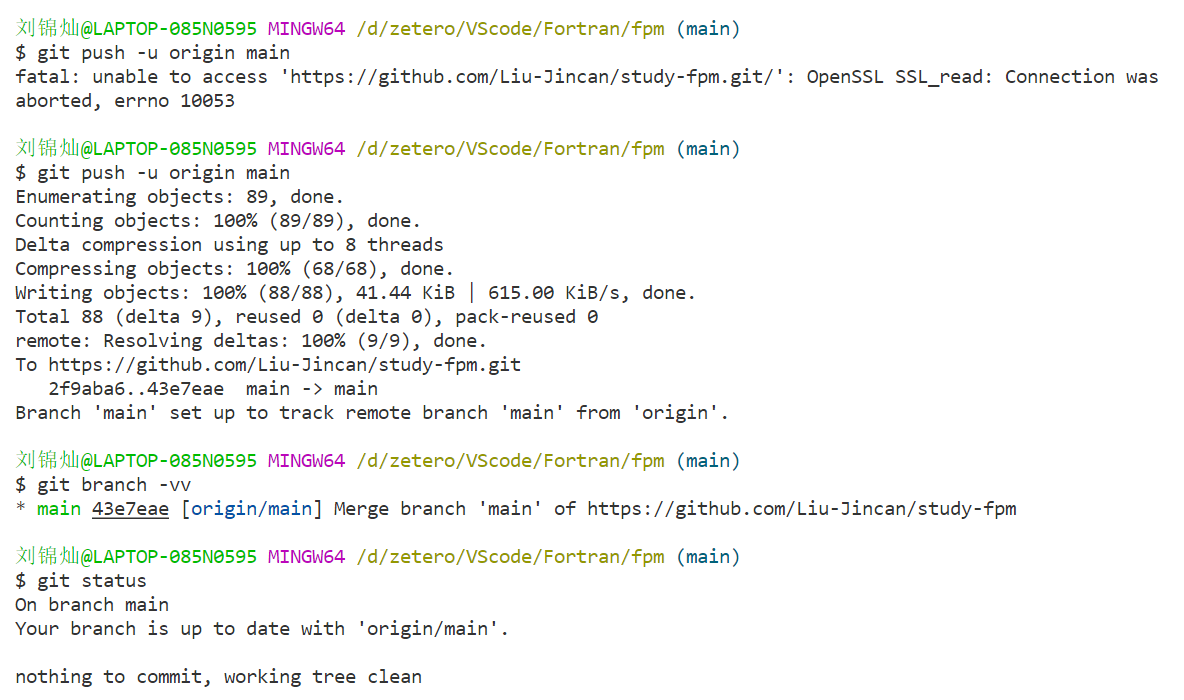 刘锦灿@LAPTOP-085N0595 MINGW64 /d/zetero/VScode/Fortran/fpm (main)
$ git push -u origin main
fatal: unable to access 'https://github.com/Liu-Jincan/study-fpm.git/': OpenSSL SSL_read: Connection was
aborted, errno 10053

刘锦灿@LAPTOP-085N0595 MINGW64 /d/zetero/VScode/Fortran/fpm (main)
$ git push -u origin main
Enumerating objects: 89, done.
Counting objects: 100% (89/89), done.
Delta compression using up to 8 threads
Compressing objects: 100% (68/68), done.
Writing objects: 100% (88/88), 41.44 KiB | 615.00 KiB/s, done.
Total 88 (delta 9), reused 0 (delta 0), pack-reused 0
remote: Resolving deltas: 100% (9/9), done.
To https://github.com/Liu-Jincan/study-fpm.git
   2f9aba6..43e7eae  main -> main
Branch 'main' set up to track remote branch 'main' from 'origin'.

刘锦灿@LAPTOP-085N0595 MINGW64 /d/zetero/VScode/Fortran/fpm (main)
$ git branch -vv
* main 43e7eae [origin/main] Merge branch 'main' of https://github.com/Liu-Jincan/study-fpm

刘锦灿@LAPTOP-085N0595 MINGW64 /d/zetero/VScode/Fortran/fpm (main)
$ git status
On branch main
Your branch is up to date with 'origin/main'.

nothing to commit, working tree clean